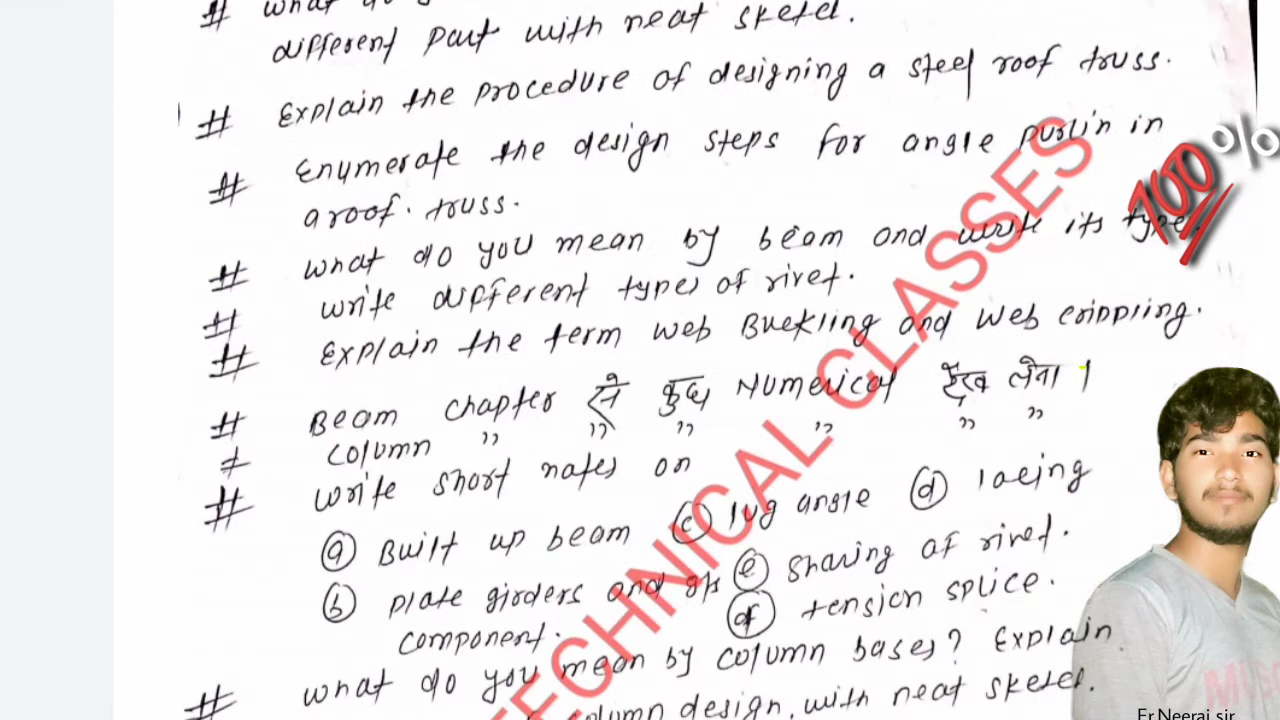 # What do
different part with neat sketch.
# Explain the procedure of designing a steel roof truss.
# Enumerate the design steps for angle purlin in
a roof. truss.
# What do you mean by beam and write its type.
# write different types of rivet.
# Explain the term web Buckling and web crippling.
# Beam chapter से कुछ Numerical देख लेना।
# column " " " " " "
# write short notes on
(a) Built up beam (c) lug angle (d) lacing
(b) plate girders and its (e) sharing of rivet.
component. (f) tension splice.
# What do you mean by column bases? Explain
column design, with neat sketch.
TECHNICAL CLASSES
100%
Er.Neeraj sir